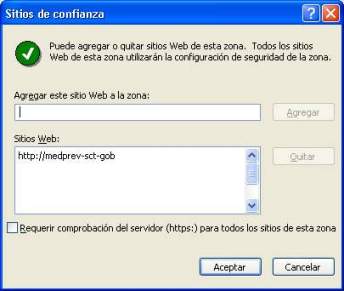 Sitios de confianza
Puede agregar o quitar sitios Web de esta zona. Todos los sitios
Web de esta zona utilizarán la configuración de seguridad de la zona.
Agregar este sitio Web a la zona:
Agregar
Sitios Web:
http://medprev-sct-gob
Quitar
Requerir comprobación del servidor (https:) para todos los sitios de esta zona
Aceptar
Cancelar